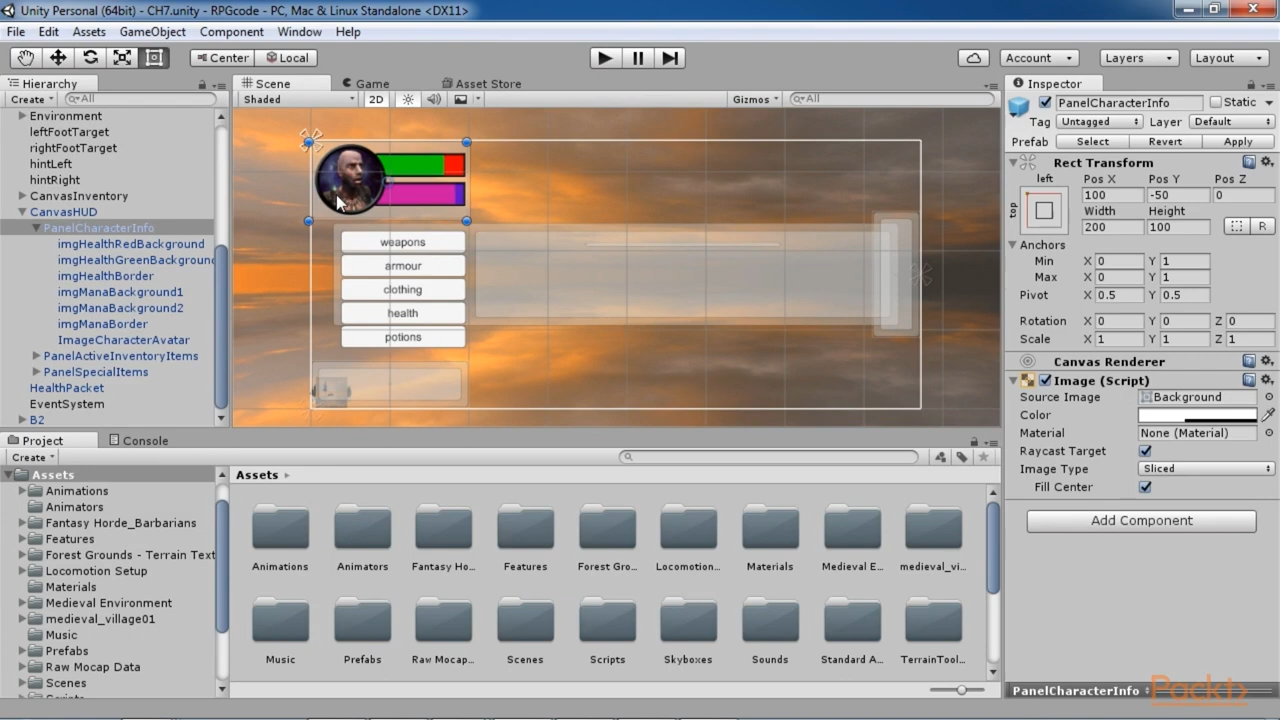 Unity Personal (64bit) - CH7.unity - RPGcode - PC, Mac & Linux Standalone <DX11>
File Edit Assets GameObject Component Window Help
Center Local Account Layers Layout
Hierarchy
Create All
Environment
leftFootTarget
rightFootTarget
hintLeft
hintRight
CanvasInventory
CanvasHUD
PanelCharacterInfo
imgHealthRedBackground
imgHealthGreenBackground
imgHealthBorder
imgManaBackground1
imgManaBackground2
imgManaBorder
ImageCharacterAvatar
PanelActiveInventoryItems
PanelSpecialItems
HealthPacket
EventSystem
B2
Scene Game Asset Store
Shaded 2D Gizmos All
weapons
armour
clothing
health
potions
Inspector
PanelCharacterInfo Static
Tag Untagged Layer Default
Prefab Select Revert Apply
Rect Transform
left Pos X Pos Y Pos Z
top 100 -50 0
Width Height
200 100 R
Anchors
Min X 0 Y 1
Max X 0 Y 1
Pivot X 0.5 Y 0.5
Rotation X 0 Y 0 Z 0
Scale X 1 Y 1 Z 1
Canvas Renderer
Image (Script)
Source Image Background
Color
Material None (Material)
Raycast Target
Image Type Sliced
Fill Center
Add Component
PanelCharacterInfo
Packt>
Project Console
Create
Assets
Animations
Animators
Fantasy Horde_Barbarians
Features
Forest Grounds - Terrain Text
Locomotion Setup
Materials
Medieval Environment
medieval_village01
Music
Prefabs
Raw Mocap Data
Scenes
Scripts
Assets
Animations Animators Fantasy Ho... Features Forest Gro... Locomotion... Materials Medieval E... medieval_vi...
Music Prefabs Raw Mocap... Scenes Scripts Skyboxes Sounds Standard A... TerrainTool...